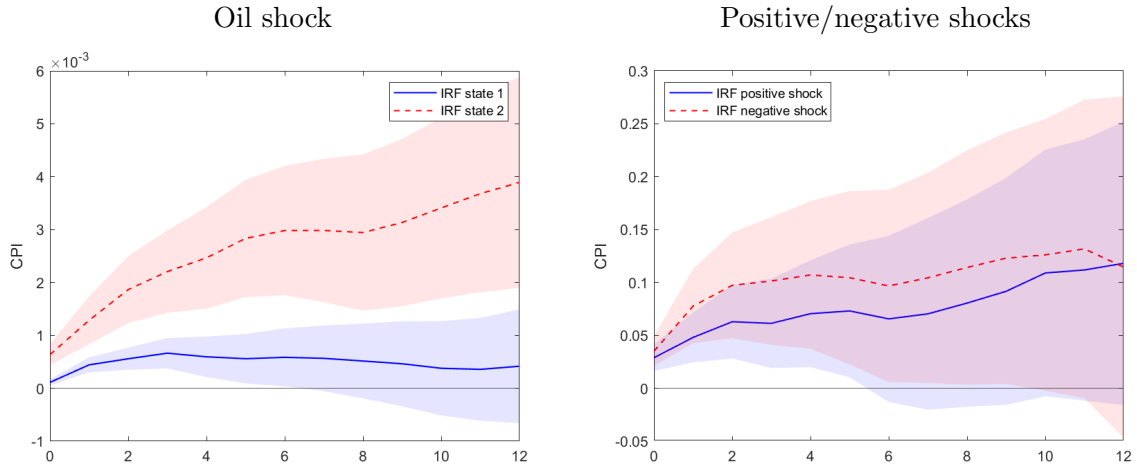 Oil shock
×10⁻³
6
5
4
3
2
1
0
-1
CPI
IRF state 1
IRF state 2
0 2 4 6 8 10 12
Positive/negative shocks
0.3
0.25
0.2
0.15
0.1
0.05
0
-0.05
CPI
IRF positive shock
IRF negative shock
0 2 4 6 8 10 12